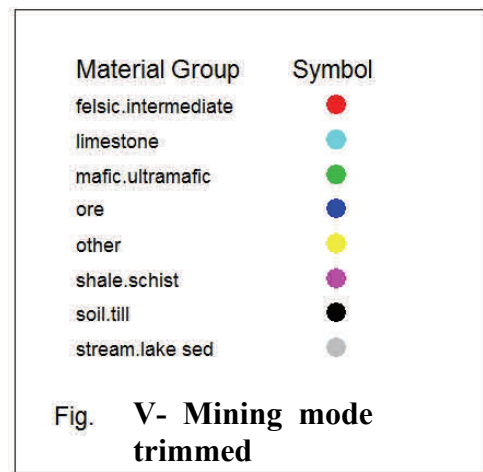 Material Group Symbol
felsic.intermediate
limestone
mafic.ultramafic
ore
other
shale.schist
soil.till
stream.lake sed
Fig. V- Mining mode
trimmed